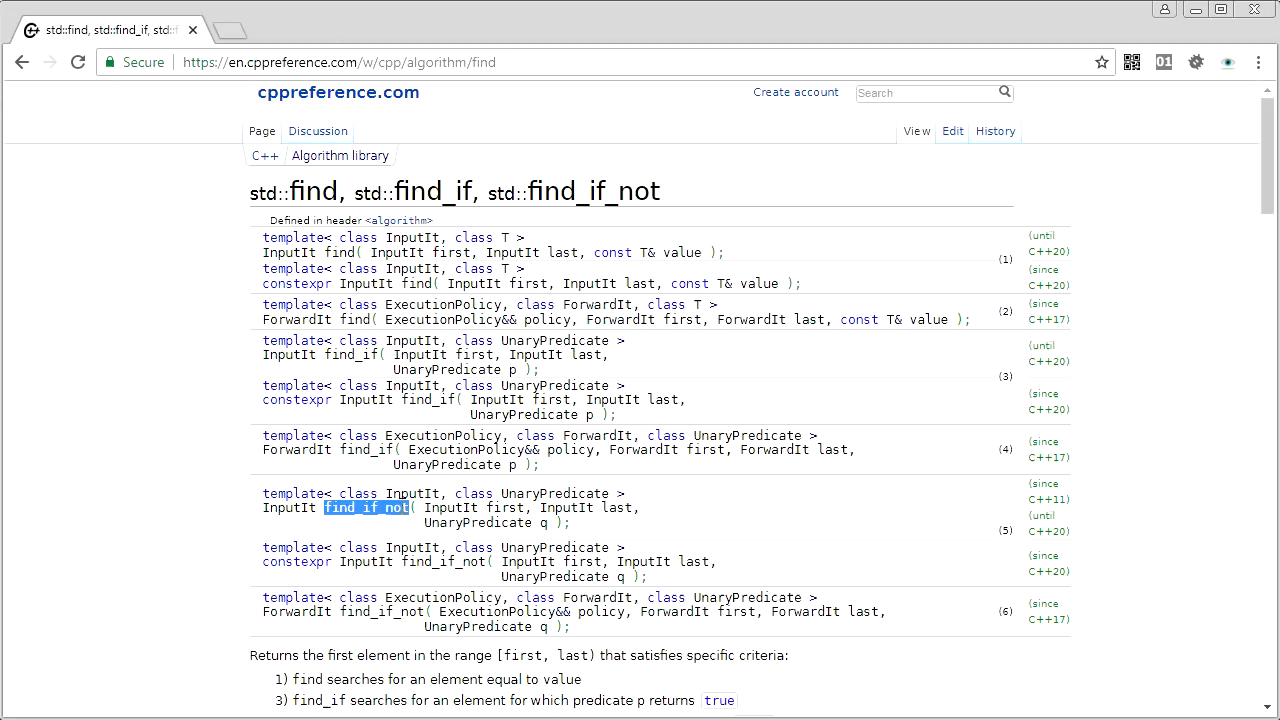 std::find, std::find_if, std::f
Secure https://en.cppreference.com/w/cpp/algorithm/find
01
cppreference.com
Create account
Search
Page Discussion
View Edit History
C++ Algorithm library
std::find, std::find_if, std::find_if_not
Defined in header <algorithm>
template< class InputIt, class T >
InputIt find( InputIt first, InputIt last, const T& value );
(until
C++20)
(1)
template< class InputIt, class T >
constexpr InputIt find( InputIt first, InputIt last, const T& value );
(since
C++20)
template< class ExecutionPolicy, class ForwardIt, class T >
ForwardIt find( ExecutionPolicy&& policy, ForwardIt first, ForwardIt last, const T& value );
(2)
(since
C++17)
template< class InputIt, class UnaryPredicate >
InputIt find_if( InputIt first, InputIt last,
UnaryPredicate p );
(until
C++20)
(3)
template< class InputIt, class UnaryPredicate >
constexpr InputIt find_if( InputIt first, InputIt last,
UnaryPredicate p );
(since
C++20)
template< class ExecutionPolicy, class ForwardIt, class UnaryPredicate >
ForwardIt find_if( ExecutionPolicy&& policy, ForwardIt first, ForwardIt last,
UnaryPredicate p );
(4)
(since
C++17)
template< class InputIt, class UnaryPredicate >
InputIt find_if_not( InputIt first, InputIt last,
UnaryPredicate q );
(since
C++11)
(until
C++20)
(5)
template< class InputIt, class UnaryPredicate >
constexpr InputIt find_if_not( InputIt first, InputIt last,
UnaryPredicate q );
(since
C++20)
template< class ExecutionPolicy, class ForwardIt, class UnaryPredicate >
ForwardIt find_if_not( ExecutionPolicy&& policy, ForwardIt first, ForwardIt last,
UnaryPredicate q );
(6)
(since
C++17)
Returns the first element in the range [first, last) that satisfies specific criteria:
1) find searches for an element equal to value
3) find_if searches for an element for which predicate p returns true